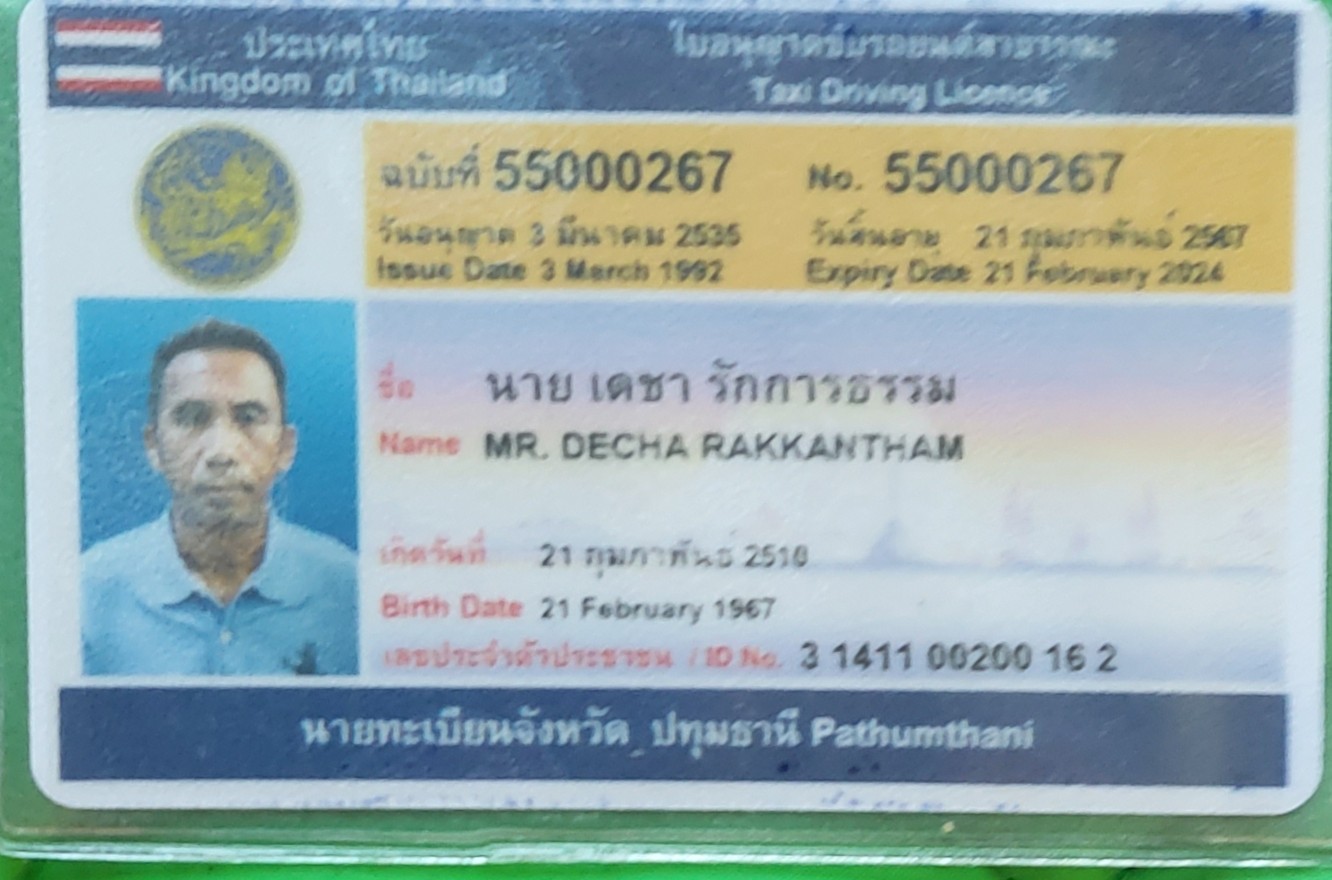 ประเทศไทย ใบอนุญาตขับรถยนต์สาธารณะ
Kingdom of Thailand Taxi Driving Licence
ฉบับที่ 55000267 No. 55000267
วันอนุญาต 3 มีนาคม 2535 วันสิ้นอายุ 21 กุมภาพันธ์ 2567
Issue Date 3 March 1992 Expiry Date 21 February 2024
ชื่อ นาย เดชา รักการธรรม
Name MR. DECHA RAKKANTHAM
เกิดวันที่ 21 กุมภาพันธ์ 2510
Birth Date 21 February 1967
เลขประจำตัวประชาชน / ID No. 3 1411 00200 16 2
นายทะเบียนจังหวัด ปทุมธานี Pathumthani